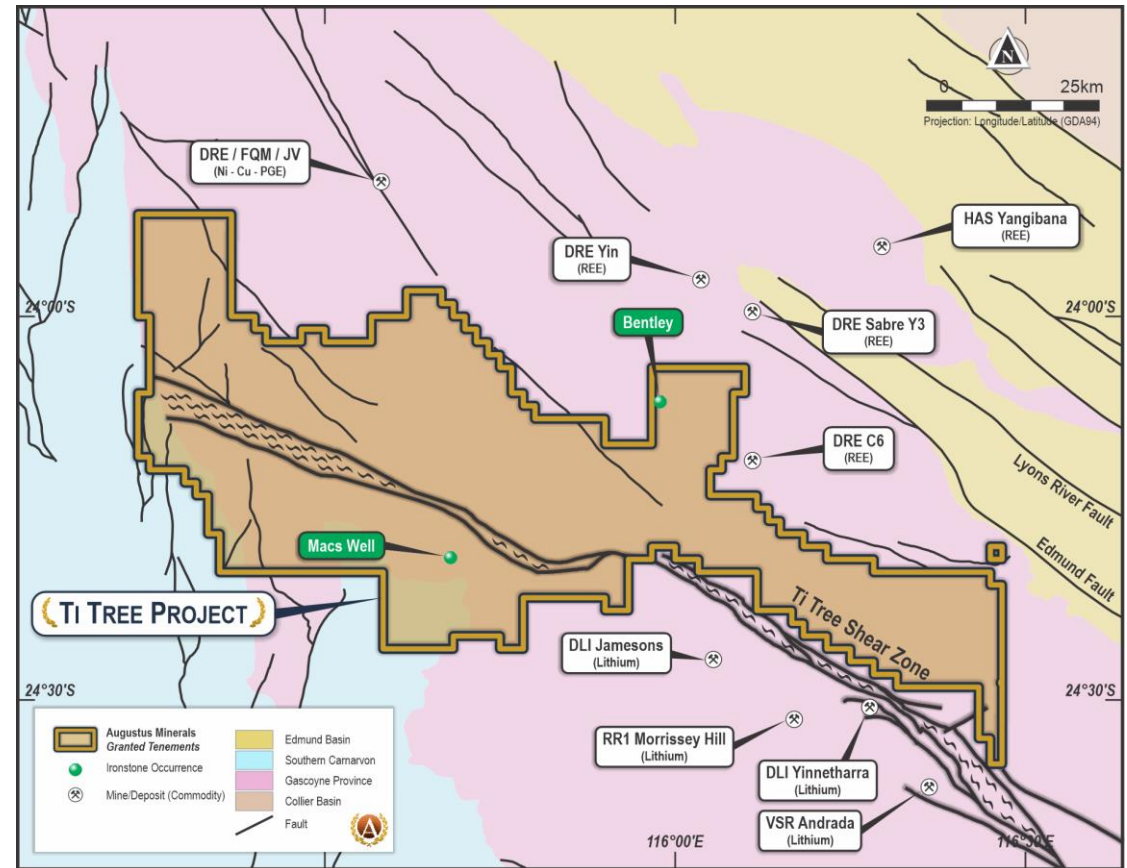 N
0 25km
Projection: Longitude/Latitude (GDA94)
DRE / FQM / JV
(Ni - Cu - PGE)
HAS Yangibana
(REE)
DRE Yin
(REE)
24°00'S
24°00'S
Bentley
DRE Sabre Y3
(REE)
DRE C6
(REE)
Lyons River Fault
Edmund Fault
Macs Well
TI TREE PROJECT
Ti Tree Shear Zone
DLI Jamesons
(Lithium)
24°30'S
24°30'S
RR1 Morrissey Hill
(Lithium)
DLI Yinnetharra
(Lithium)
VSR Andrada
(Lithium)
116°00'E
116°30'E
Augustus Minerals
Granted Tenements
Ironstone Occurrence
Mine/Deposit (Commodity)
Edmund Basin
Southern Carnarvon
Gascoyne Province
Collier Basin
Fault
A